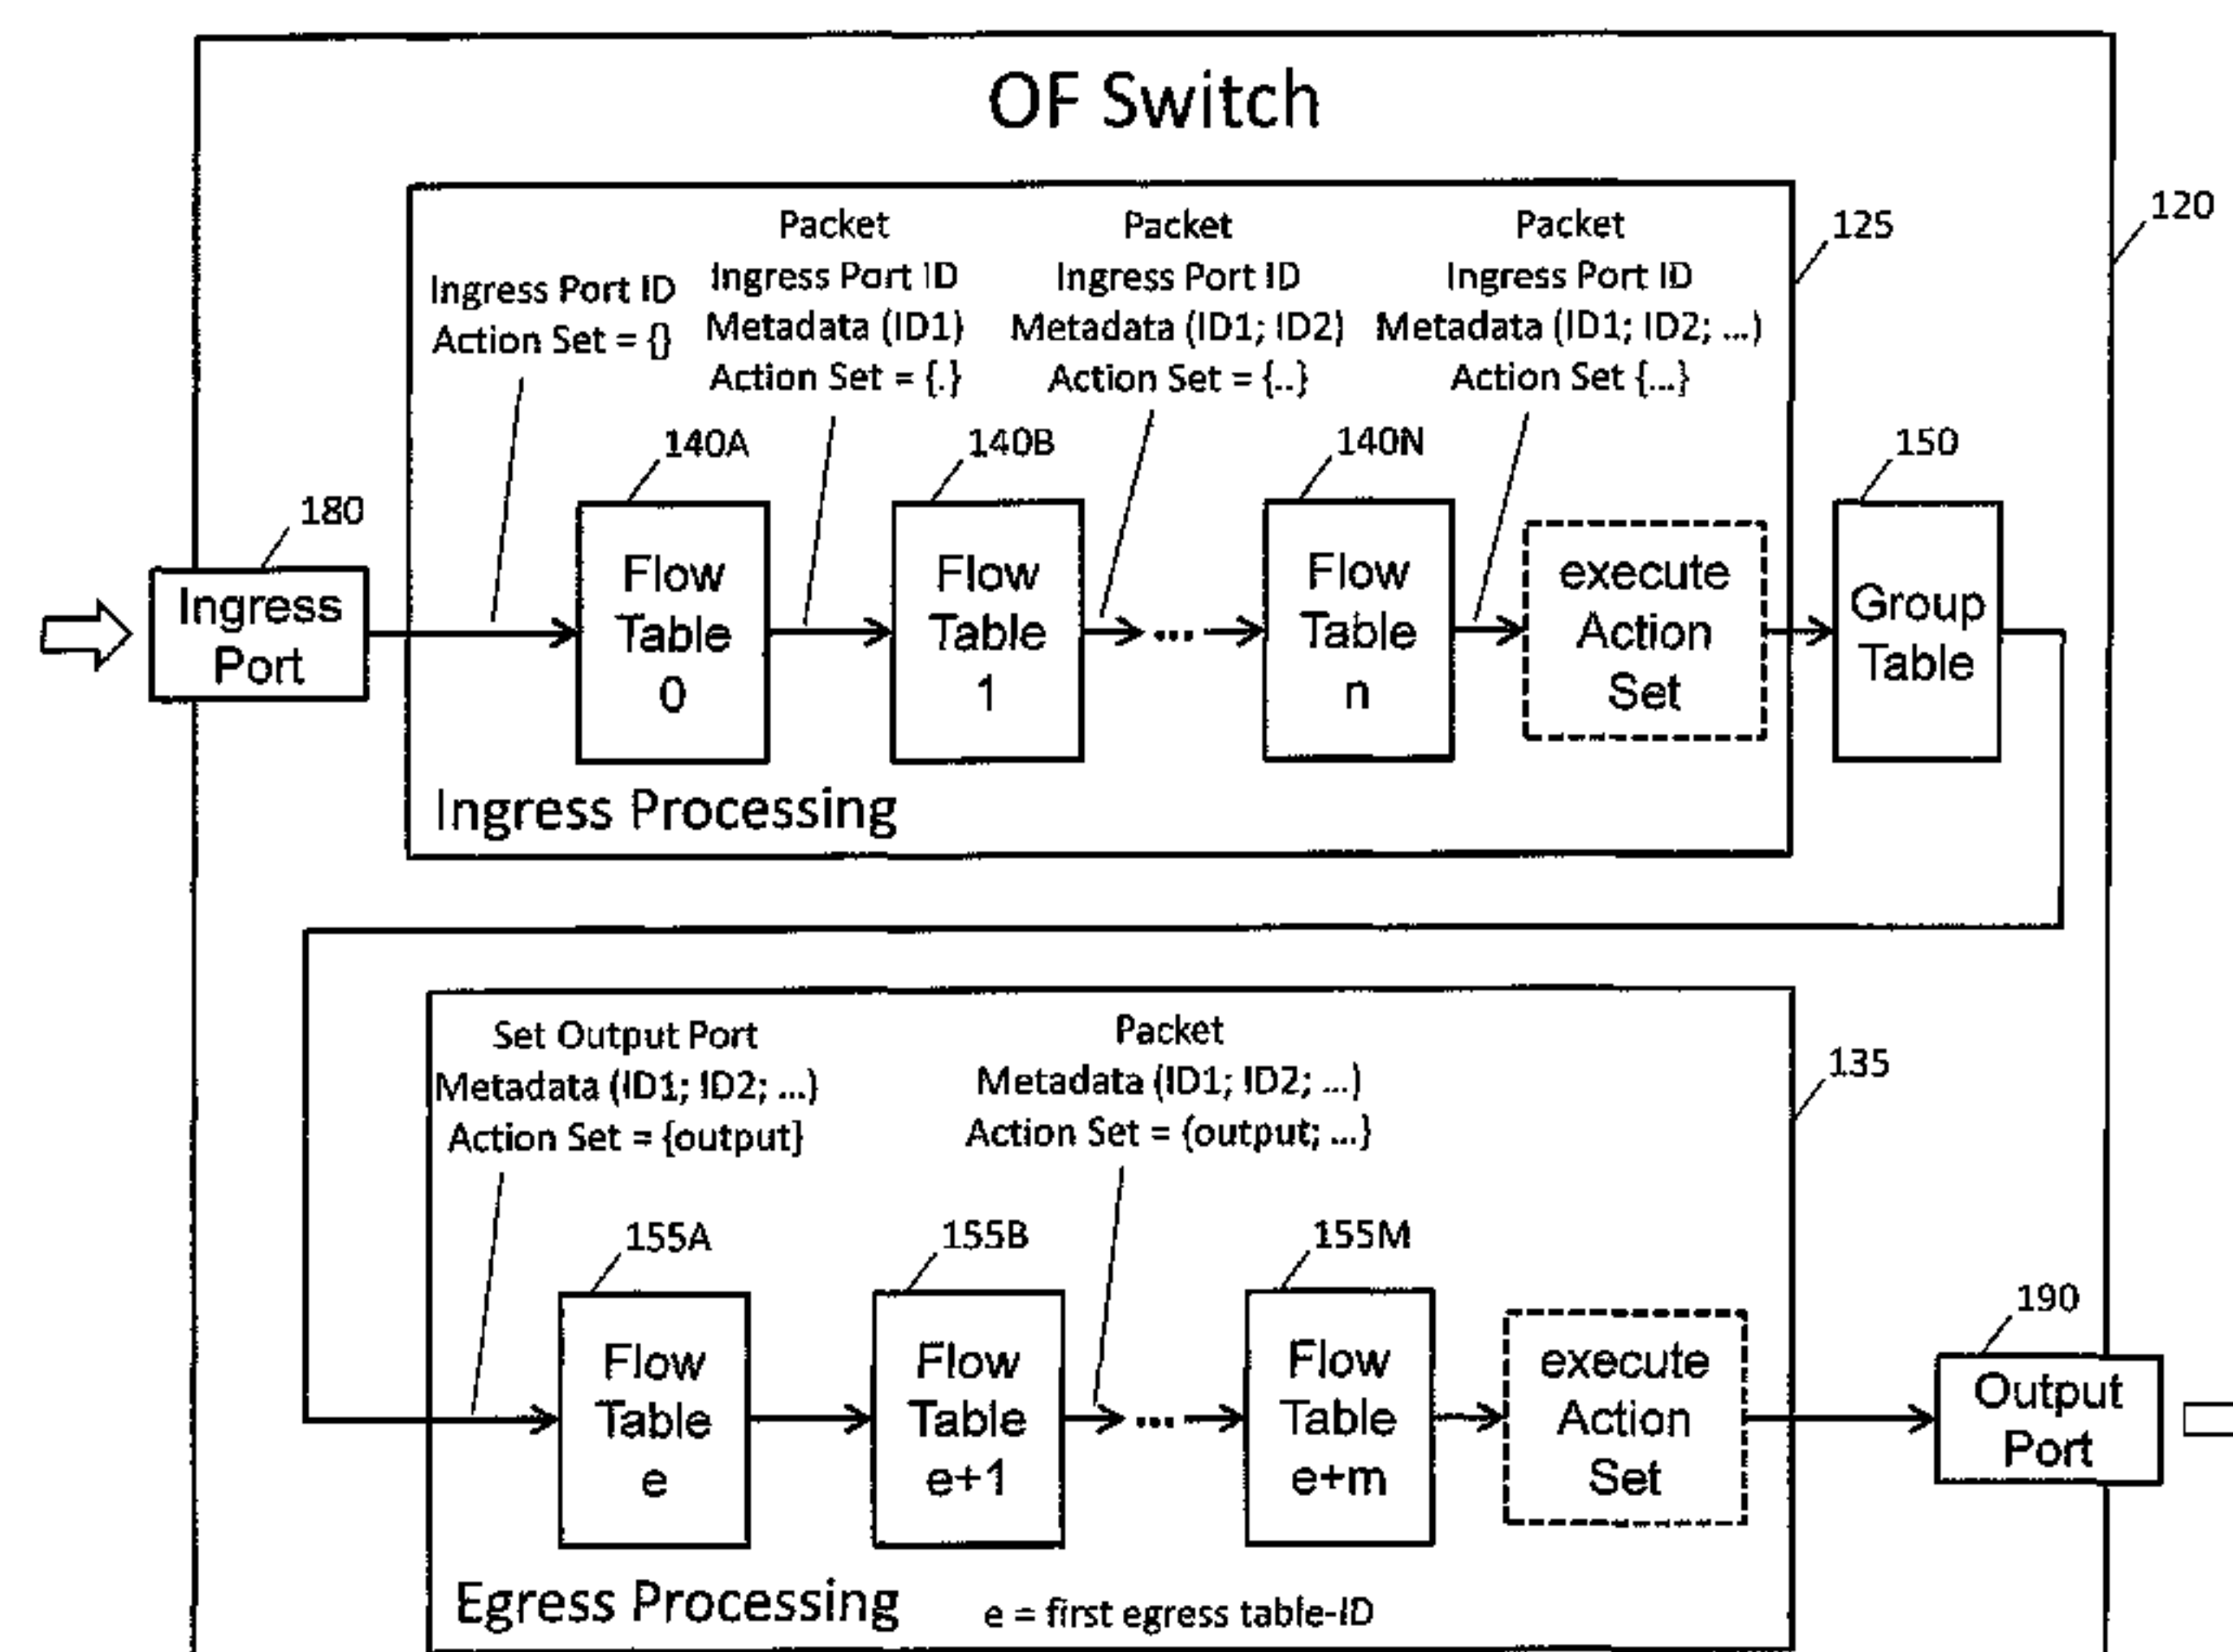 OF Switch
120
125
Ingress Port ID
Action Set = {}
Packet
Ingress Port ID
Metadata (ID1)
Action Set = {.}
Packet
Ingress Port ID
Metadata (ID1; ID2)
Action Set = {..}
Packet
Ingress Port ID
Metadata (ID1; ID2; ...)
Action Set {...}
180
140A
140B
140N
150
Ingress
Port
Flow
Table
0
Flow
Table
1
...
Flow
Table
n
execute
Action
Set
Group
Table
Ingress Processing
Set Output Port
Metadata (ID1; ID2; ...)
Action Set = {output}
Packet
Metadata (ID1; ID2; ...)
Action Set = {output; ...}
135
155A
155B
155M
190
Flow
Table
e
Flow
Table
e+1
...
Flow
Table
e+m
execute
Action
Set
Output
Port
Egress Processing
e = first egress table-ID